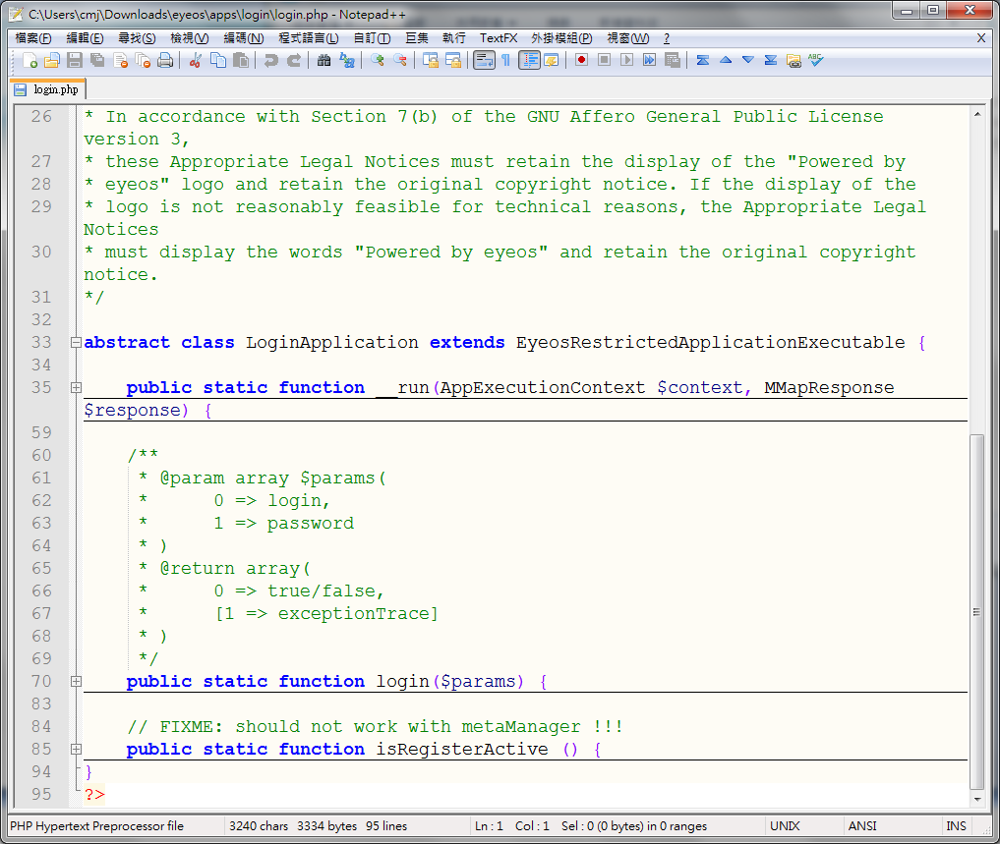 C:\Users\cmj\Downloads\eyeos\apps\login\login.php - Notepad++
檔案(F) 編輯(E) 尋找(S) 檢視(V) 編碼(N) 程式語言(L) 自訂(T) 巨集 執行 TextFX 外掛模組(P) 視窗(W) ? X
login.php
26 * In accordance with Section 7(b) of the GNU Affero General Public License
version 3,
27 * these Appropriate Legal Notices must retain the display of the "Powered by
28 * eyeos" logo and retain the original copyright notice. If the display of the
29 * logo is not reasonably feasible for technical reasons, the Appropriate Legal
Notices
30 * must display the words "Powered by eyeos" and retain the original copyright
notice.
31 */
32
33 abstract class LoginApplication extends EyeosRestrictedApplicationExecutable {
34
35 public static function __run(AppExecutionContext $context, MMapResponse
$response) {
59
60 /**
61 * @param array $params(
62 * 0 => login,
63 * 1 => password
64 * )
65 * @return array(
66 * 0 => true/false,
67 * [1 => exceptionTrace]
68 * )
69 */
70 public static function login($params) {
83
84 // FIXME: should not work with metaManager !!!
85 public static function isRegisterActive () {
94 }
95 ?>
PHP Hypertext Preprocessor file 3240 chars 3334 bytes 95 lines Ln : 1 Col : 1 Sel : 0 (0 bytes) in 0 ranges UNIX ANSI INS